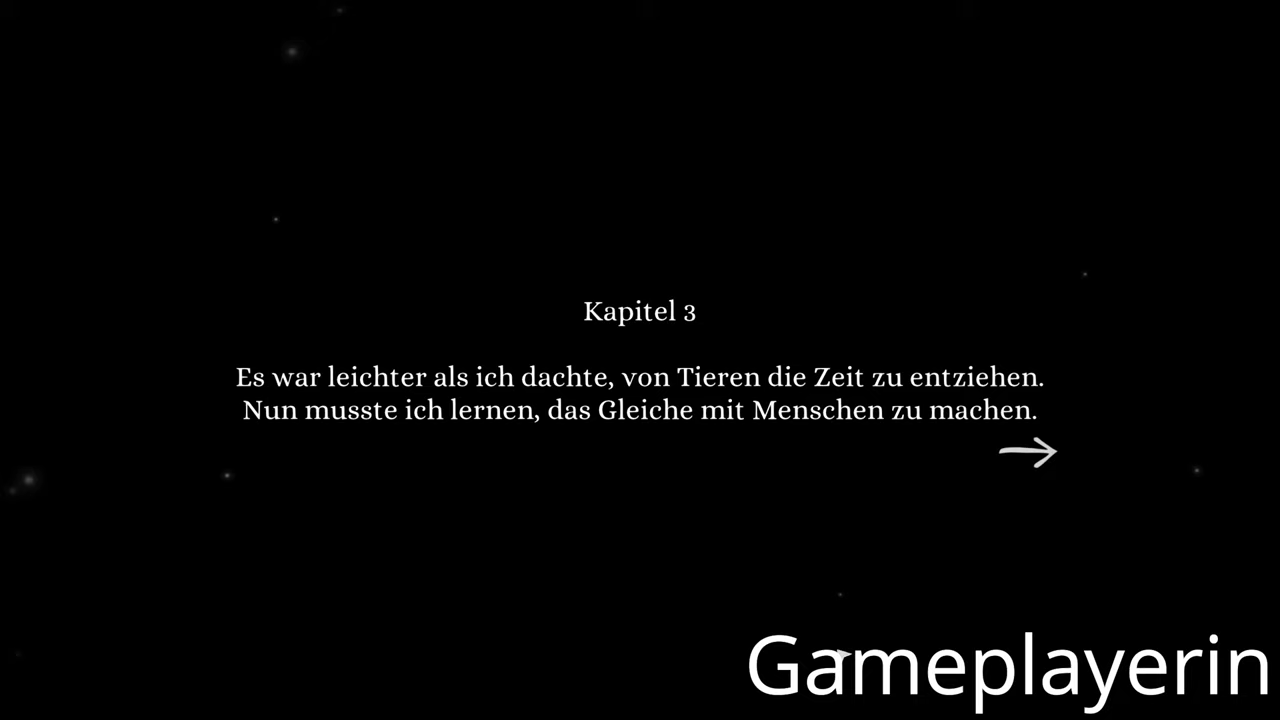 Kapitel 3
Es war leichter als ich dachte, von Tieren die Zeit zu entziehen.
Nun musste ich lernen, das Gleiche mit Menschen zu machen.
Gameplayerin